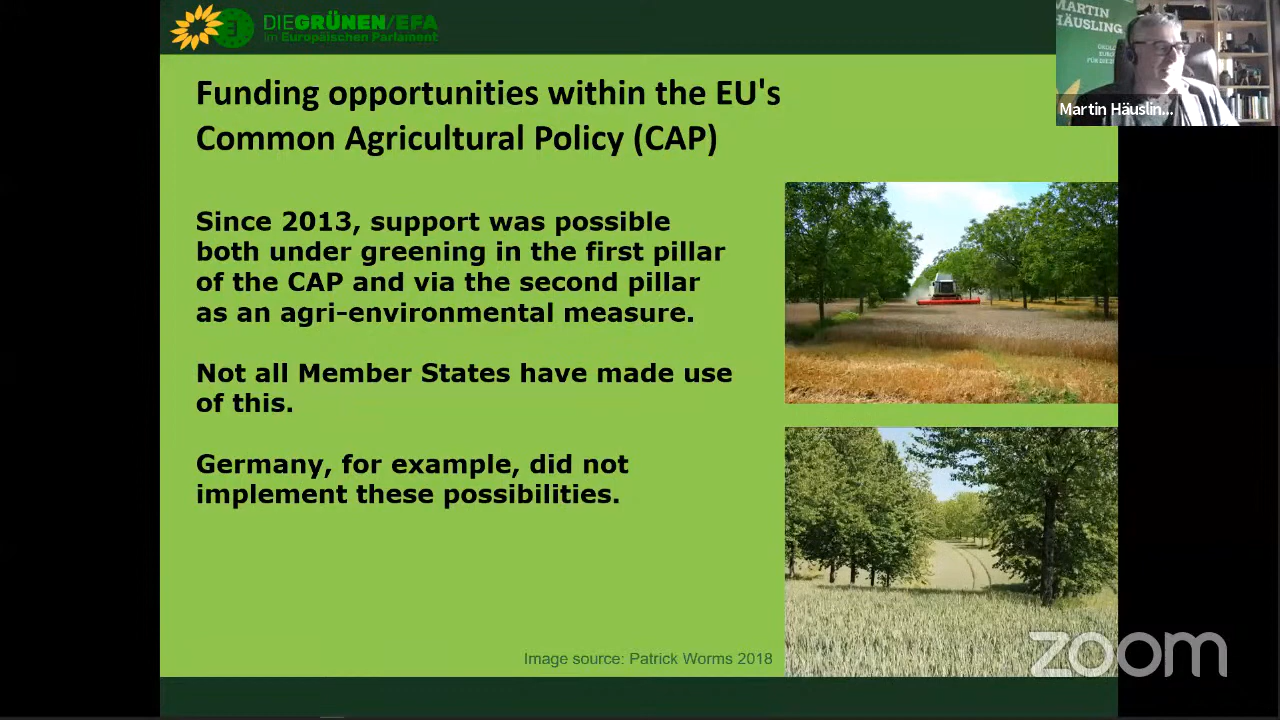 DIEGRÜNEN/EFA
im Europäischen Parlament
MARTIN
HÄUSLING
Martin Häuslin...
Funding opportunities within the EU's
Common Agricultural Policy (CAP)
Since 2013, support was possible
both under greening in the first pillar
of the CAP and via the second pillar
as an agri-environmental measure.
Not all Member States have made use
of this.
Germany, for example, did not
implement these possibilities.
Image source: Patrick Worms 2018
zoom